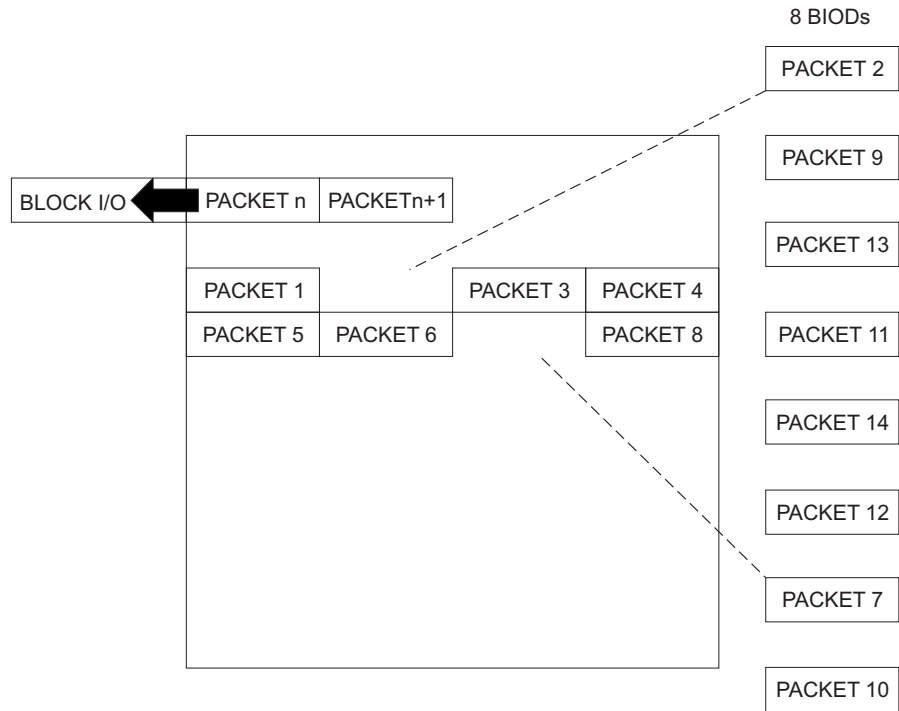 8 BIODs
PACKET 2
PACKET 9
BLOCK I/O PACKET n PACKETn+1
PACKET 13
PACKET 1 PACKET 3 PACKET 4
PACKET 5 PACKET 6 PACKET 8 PACKET 11
PACKET 14
PACKET 12
PACKET 7
PACKET 10